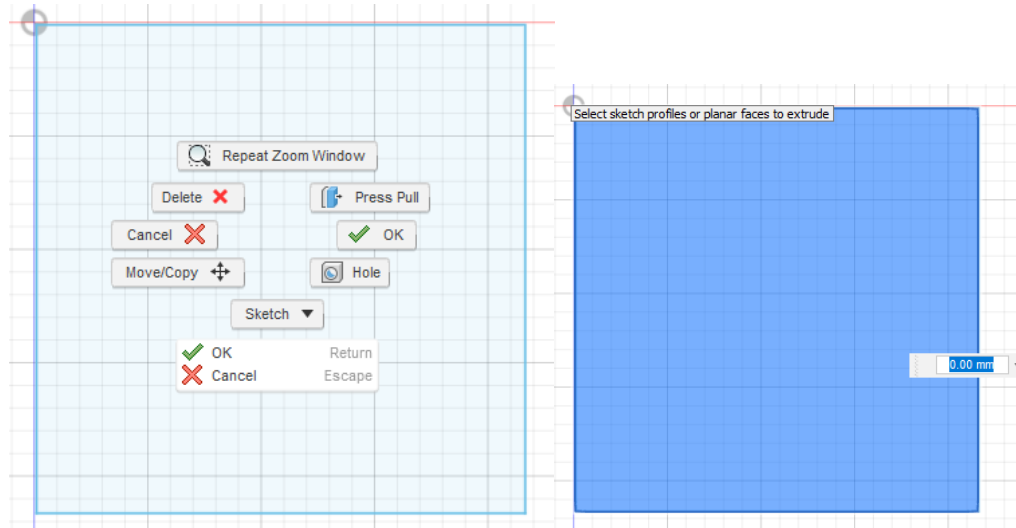 Repeat Zoom Window
Delete
Press Pull
Cancel
OK
Move/Copy
Hole
Sketch
OK Return
Cancel Escape
Select sketch profiles or planar faces to extrude
0.00 mm